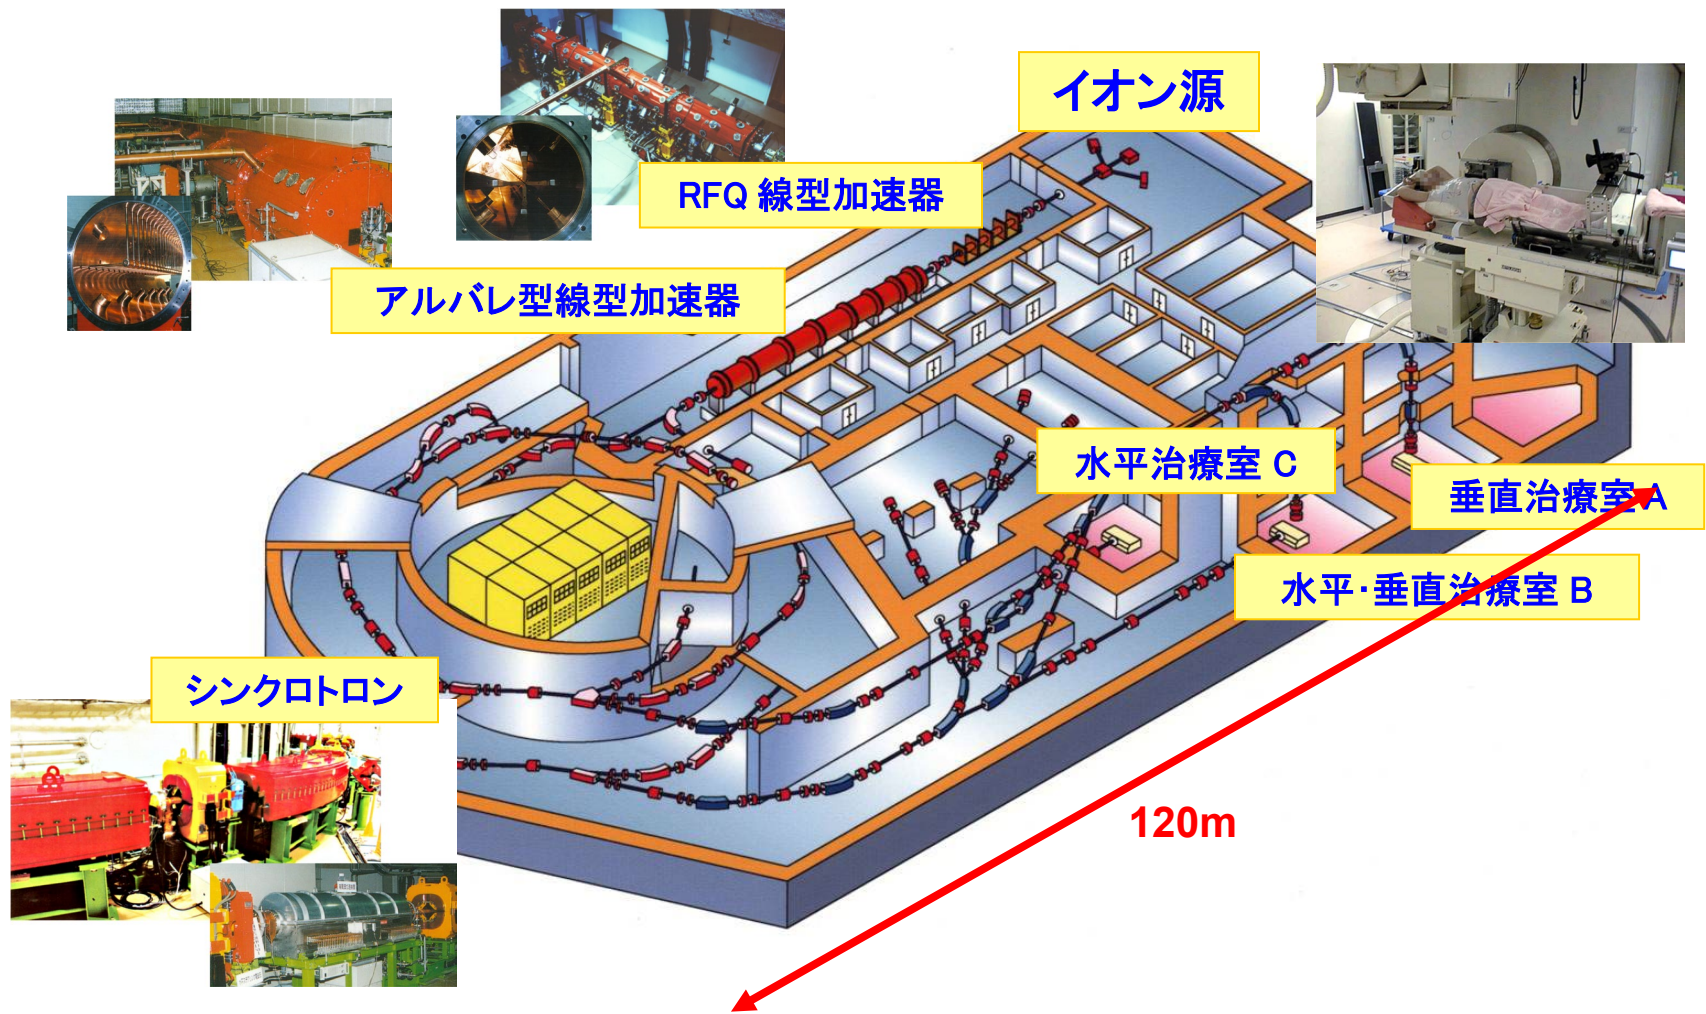 イオン源
RFQ 線型加速器
アルバレ型線型加速器
水平治療室 C
垂直治療室 A
水平・垂直治療室 B
シンクロトロン
120m